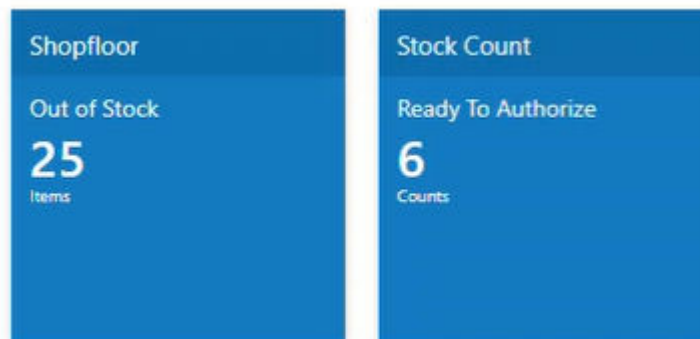 Shopfloor
Out of Stock
25
Items
Stock Count
Ready To Authorize
6
Counts